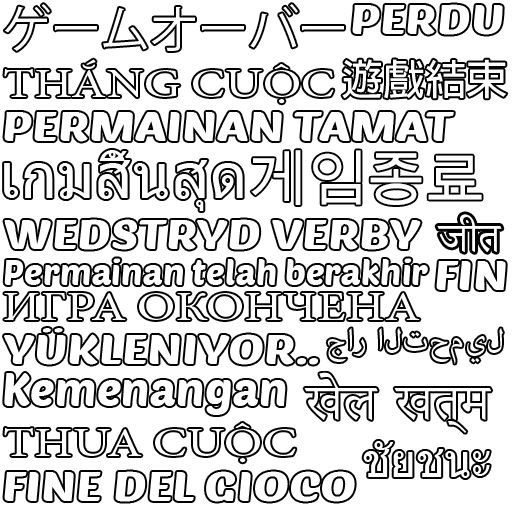 ゲームオーバー PERDU
THẮNG CUỘC 遊戲結束
PERMAINAN TAMAT
เกมสิ้นสุด 게임종료
WEDSTRYD VERBY जीत
Permainan telah berakhir FIN
ИГРА ОКОНЧЕНА
YÜKLENIYOR.. جار التحميل
Kemenangan खेल खत्म
THUA CUỘC ชัยชนะ
FINE DEL GIOCO